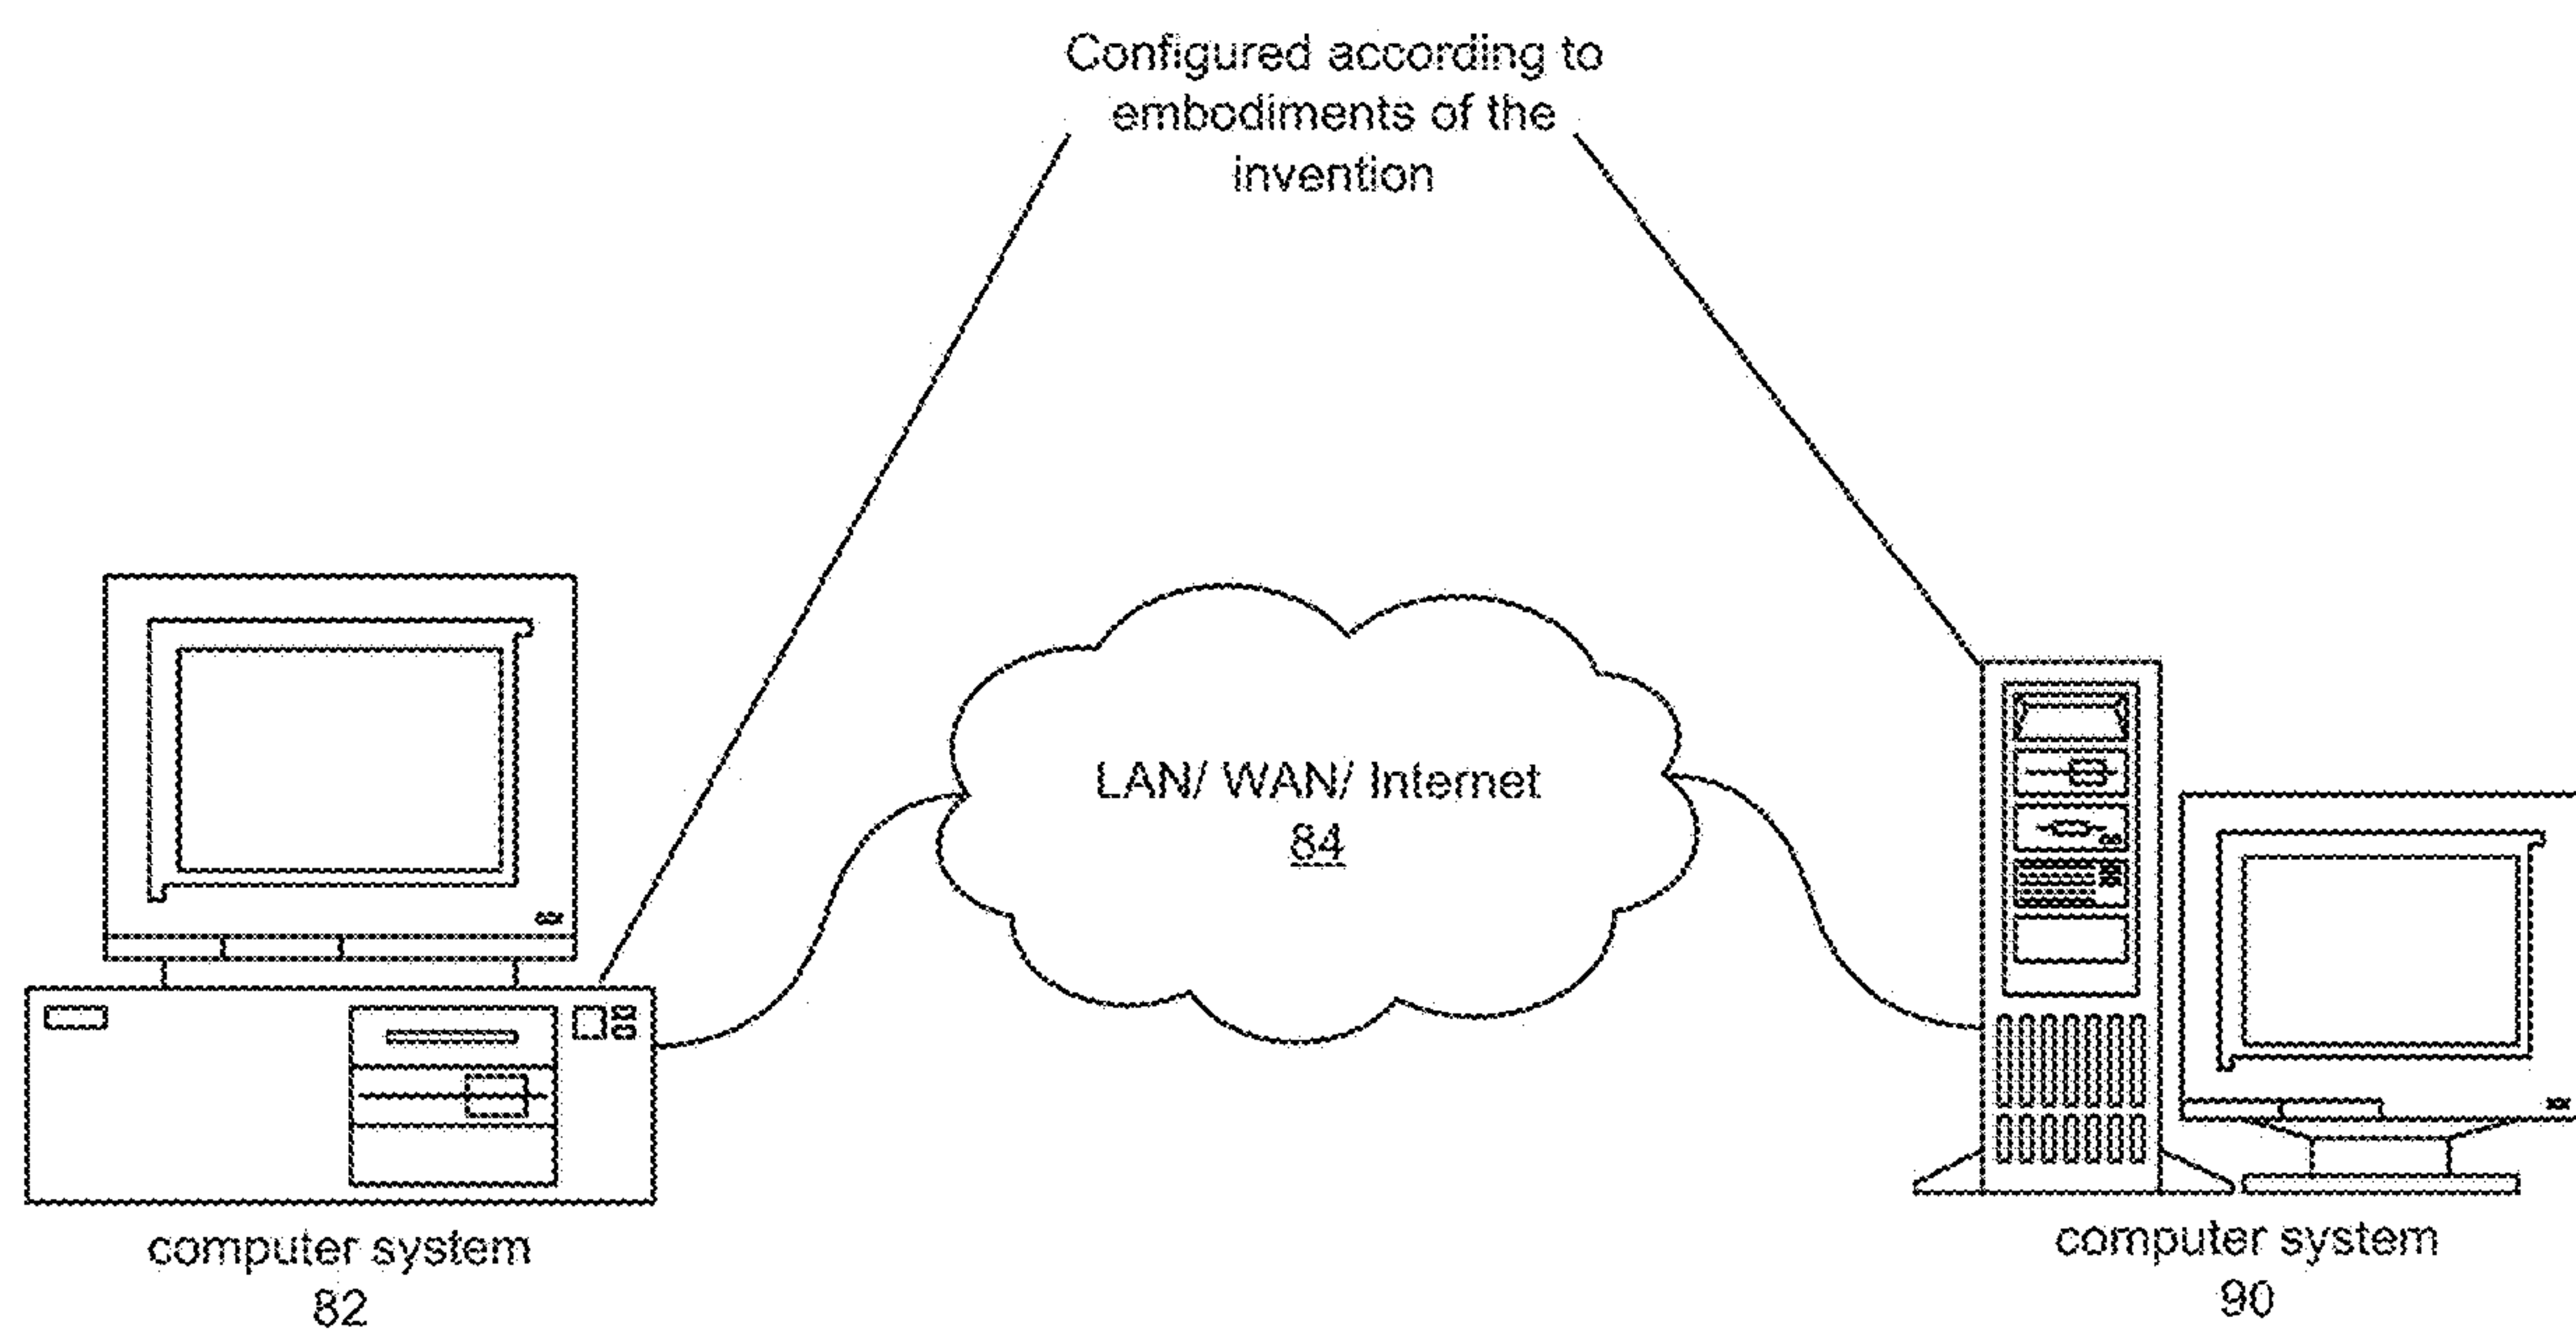 Configured according to
embodiments of the
invention
LAN/ WAN/ Internet
84
computer system
82
computer system
90